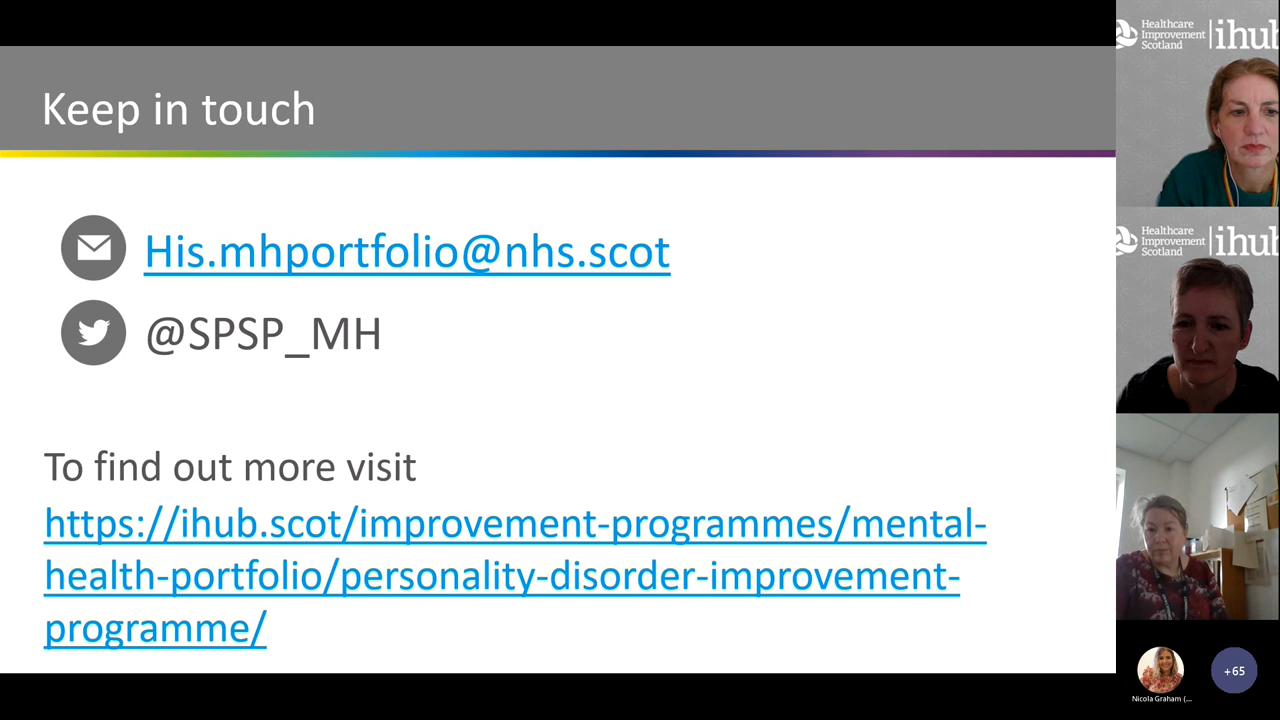 Keep in touch
His.mhportfolio@nhs.scot
@SPSP_MH
To find out more visit
https://ihub.scot/improvement-programmes/mental-
health-portfolio/personality-disorder-improvement-
programme/
Healthcare
Improvement
Scotland
ihub
Healthcare
Improvement
Scotland
ihub
Nicola Graham (...
+65